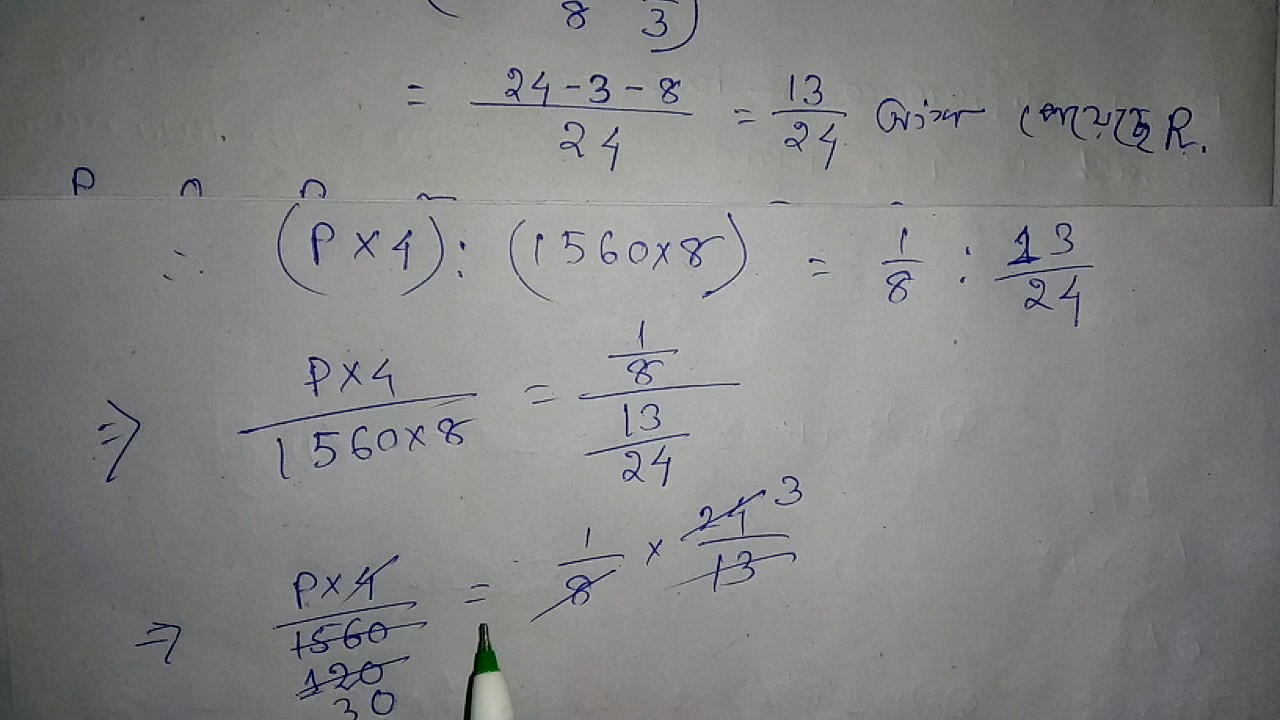 ( 8 3 )
= 24-3-8 / 24 = 13/24 অংশ পেয়েছে R.
P
∴ (P×4) : (1560×8) = 1/8 : 13/24
⇒ P×4 / 1560×8 = 1/8 / 13/24
⇒ P×4 / 1560 120 30 = 1/8 × 24 3 / 13